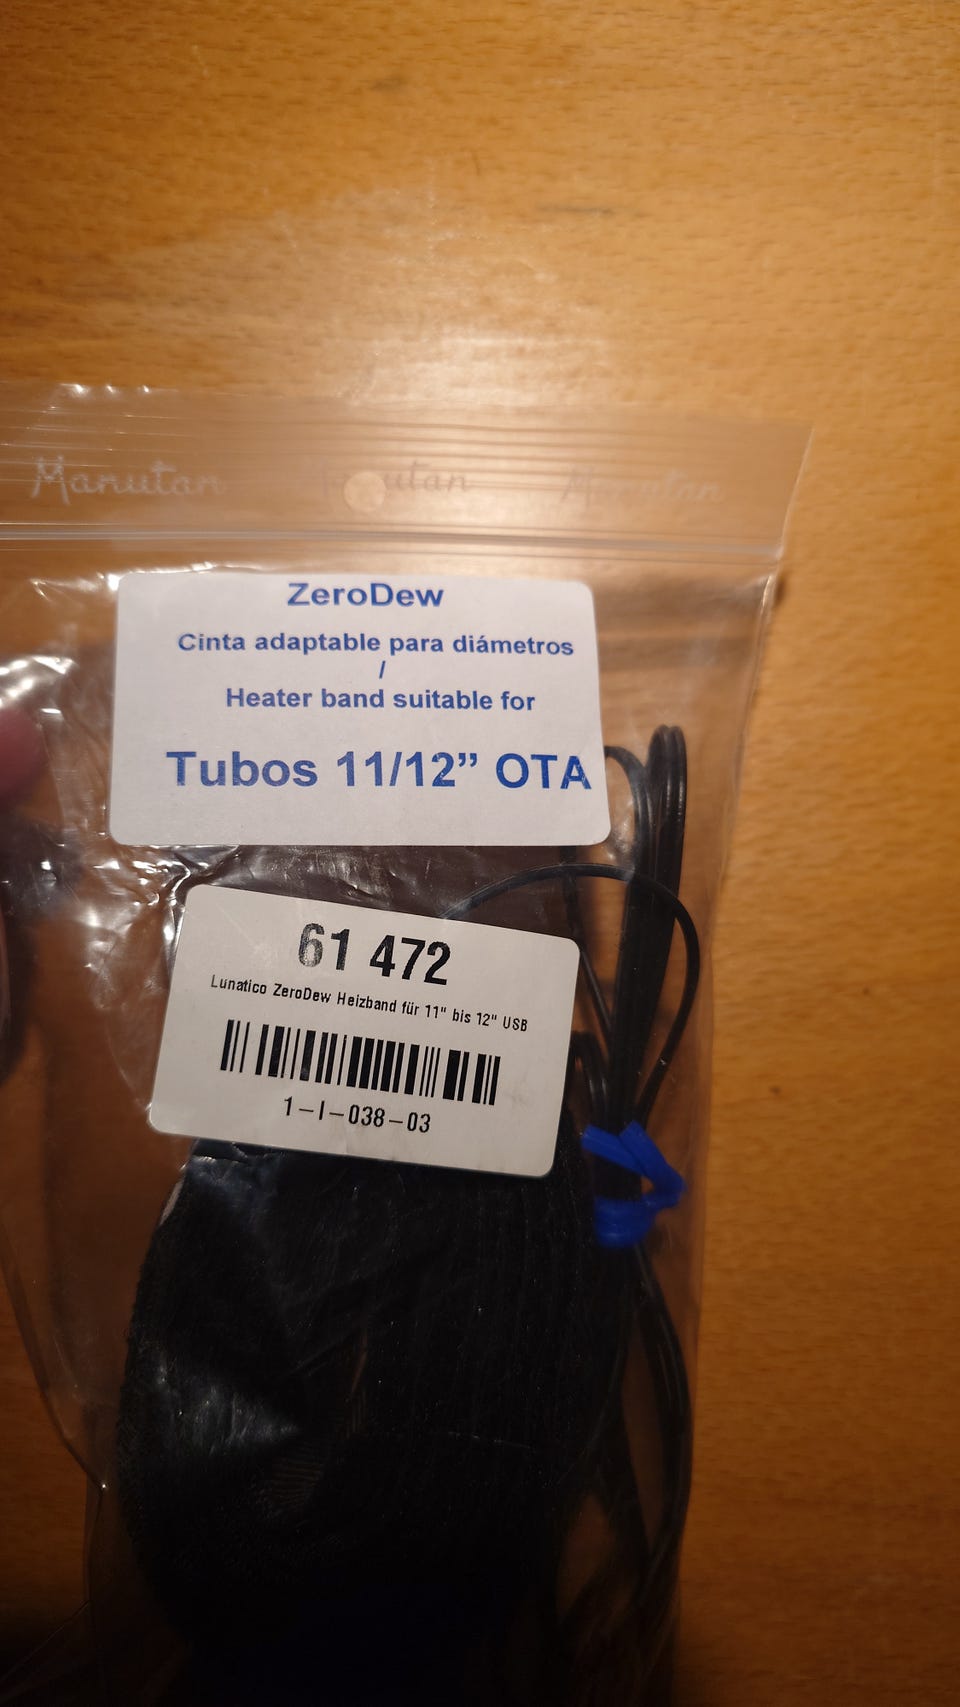 Manutan Manutan Manutan
ZeroDew
Cinta adaptable para diámetros
/
Heater band suitable for
Tubos 11/12” OTA
61 472
Lunatico ZeroDew Heizband für 11" bis 12" USB
1-I-038-03